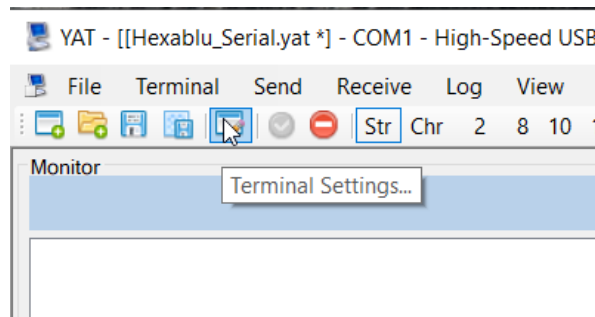 YAT - [[Hexablu_Serial.yat *] - COM1 - High-Speed USB
File Terminal Send Receive Log View
Str Chr 2 8 10
Monitor
Terminal Settings...